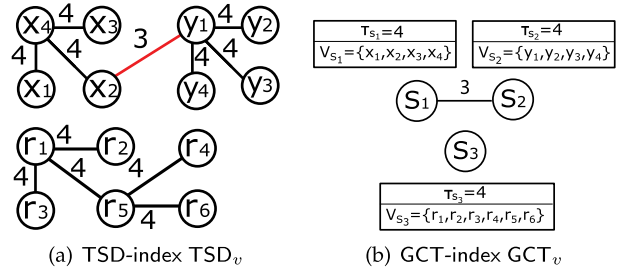 x4 4 x3 4 4 x1 x2 3 y1 4 y2 4 4 y4 y3
r1 4 r2 4 4 r3 r5 4 r4 4 r6
(a) TSD-index TSDv
τs1=4
Vs1={x1,x2,x3,x4}
τs2=4
Vs2={y1,y2,y3,y4}
S1 3 S2
S3
τs3=4
Vs3={r1,r2,r3,r4,r5,r6}
(b) GCT-index GCTv